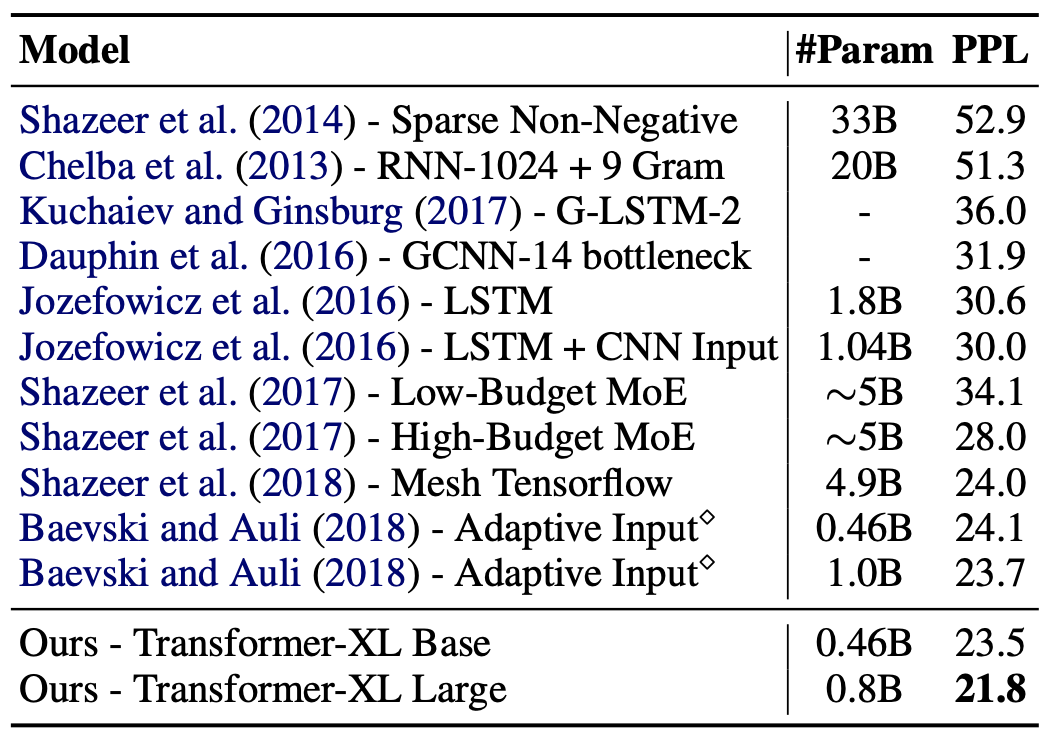 Model #Param PPL
Shazeer et al. (2014) - Sparse Non-Negative 33B 52.9
Chelba et al. (2013) - RNN-1024 + 9 Gram 20B 51.3
Kuchaiev and Ginsburg (2017) - G-LSTM-2 - 36.0
Dauphin et al. (2016) - GCNN-14 bottleneck - 31.9
Jozefowicz et al. (2016) - LSTM 1.8B 30.6
Jozefowicz et al. (2016) - LSTM + CNN Input 1.04B 30.0
Shazeer et al. (2017) - Low-Budget MoE ∼5B 34.1
Shazeer et al. (2017) - High-Budget MoE ∼5B 28.0
Shazeer et al. (2018) - Mesh Tensorflow 4.9B 24.0
Baevski and Auli (2018) - Adaptive Input⋄ 0.46B 24.1
Baevski and Auli (2018) - Adaptive Input⋄ 1.0B 23.7
Ours - Transformer-XL Base 0.46B 23.5
Ours - Transformer-XL Large 0.8B 21.8